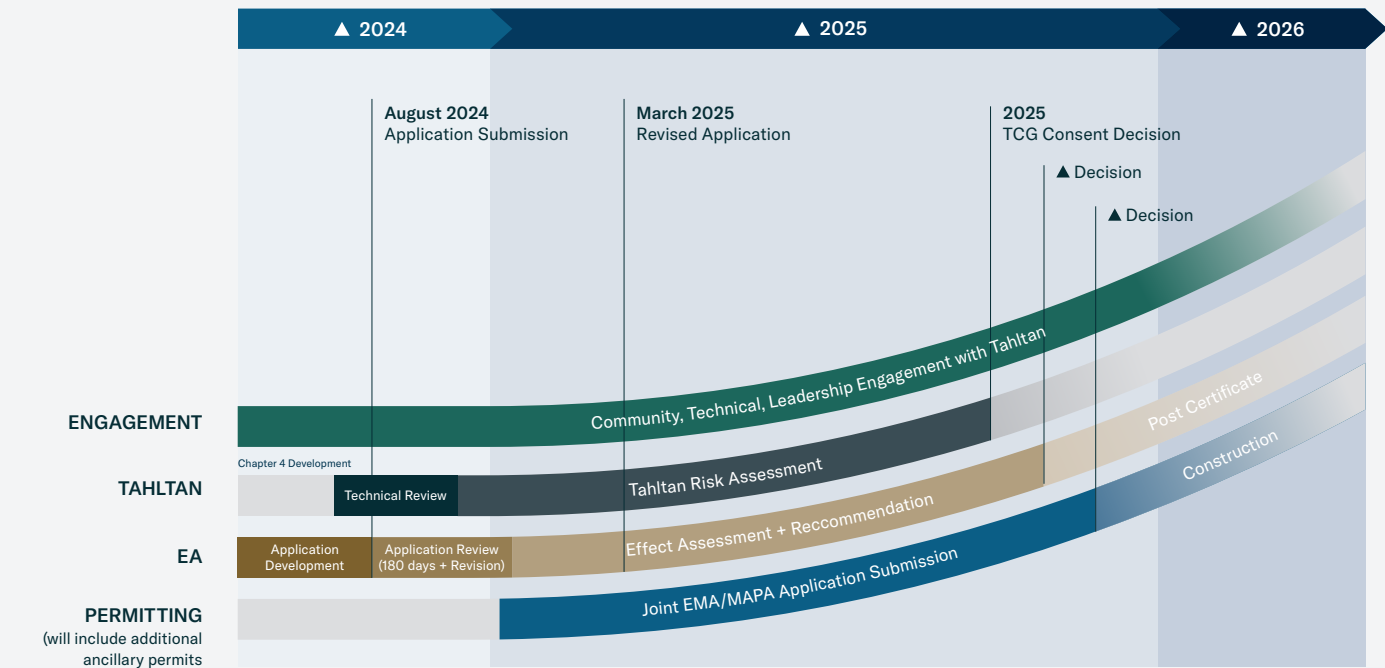 ▲ 2024
▲ 2025
▲ 2026
August 2024
Application Submission
March 2025
Revised Application
2025
TCG Consent Decision
▲ Decision
▲ Decision
ENGAGEMENT
Community, Technical, Leadership Engagement with Tahltan
Chapter 4 Development
TAHLTAN
Technical Review
Tahltan Risk Assessment
EA
Application
Development
Application Review
(180 days + Revision)
Effect Assessment + Reccommendation
Post Certificate
PERMITTING
(will include additional
ancillary permits
Joint EMA/MAPA Application Submission
Construction